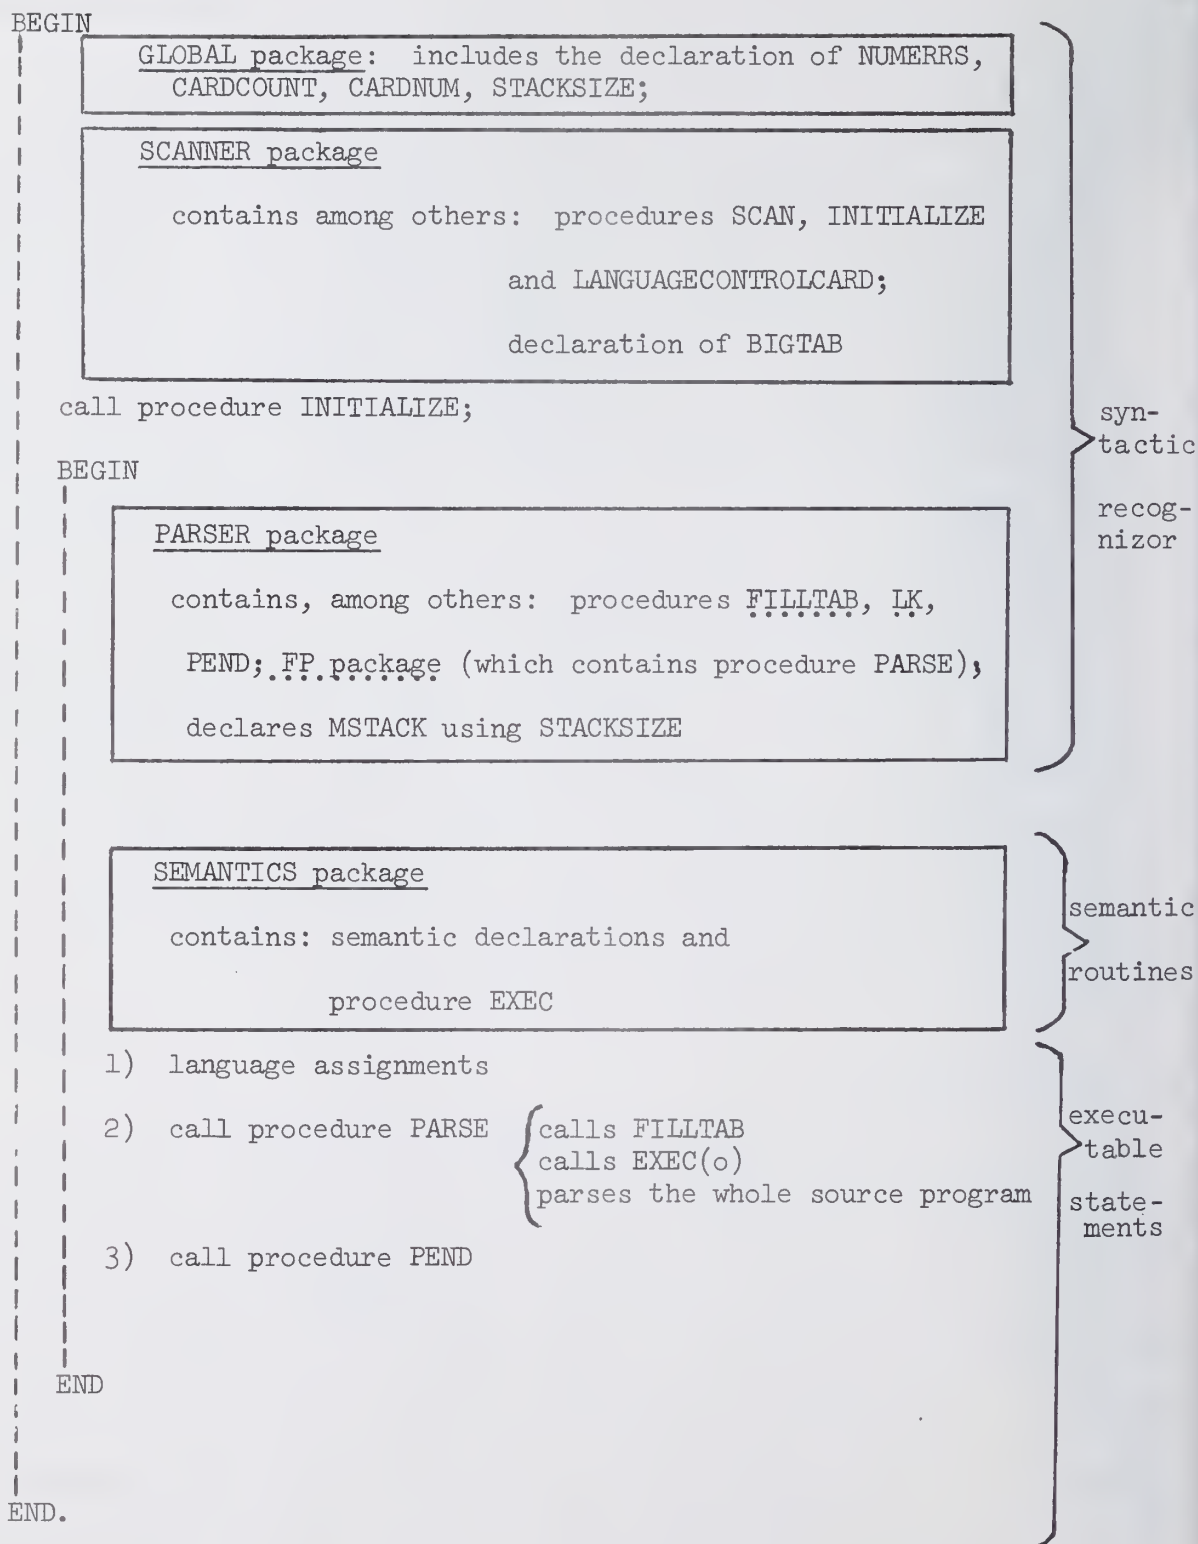 BEGIN
GLOBAL package: includes the declaration of NUMERRS,
CARDCOUNT, CARDNUM, STACKSIZE;
SCANNER package
contains among others: procedures SCAN, INITIALIZE
and LANGUAGECONTROLCARD;
declaration of BIGTAB
call procedure INITIALIZE;
syn-
tactic
recog-
nizor
BEGIN
PARSER package
contains, among others: procedures FILLTAB, LK,
PEND; FP package (which contains procedure PARSE);
declares MSTACK using STACKSIZE
SEMANTICS package
contains: semantic declarations and
procedure EXEC
semantic
routines
1) language assignments
2) call procedure PARSE
calls FILLTAB
calls EXEC(o)
parses the whole source program
3) call procedure PEND
execu-
table
state-
ments
END
END.